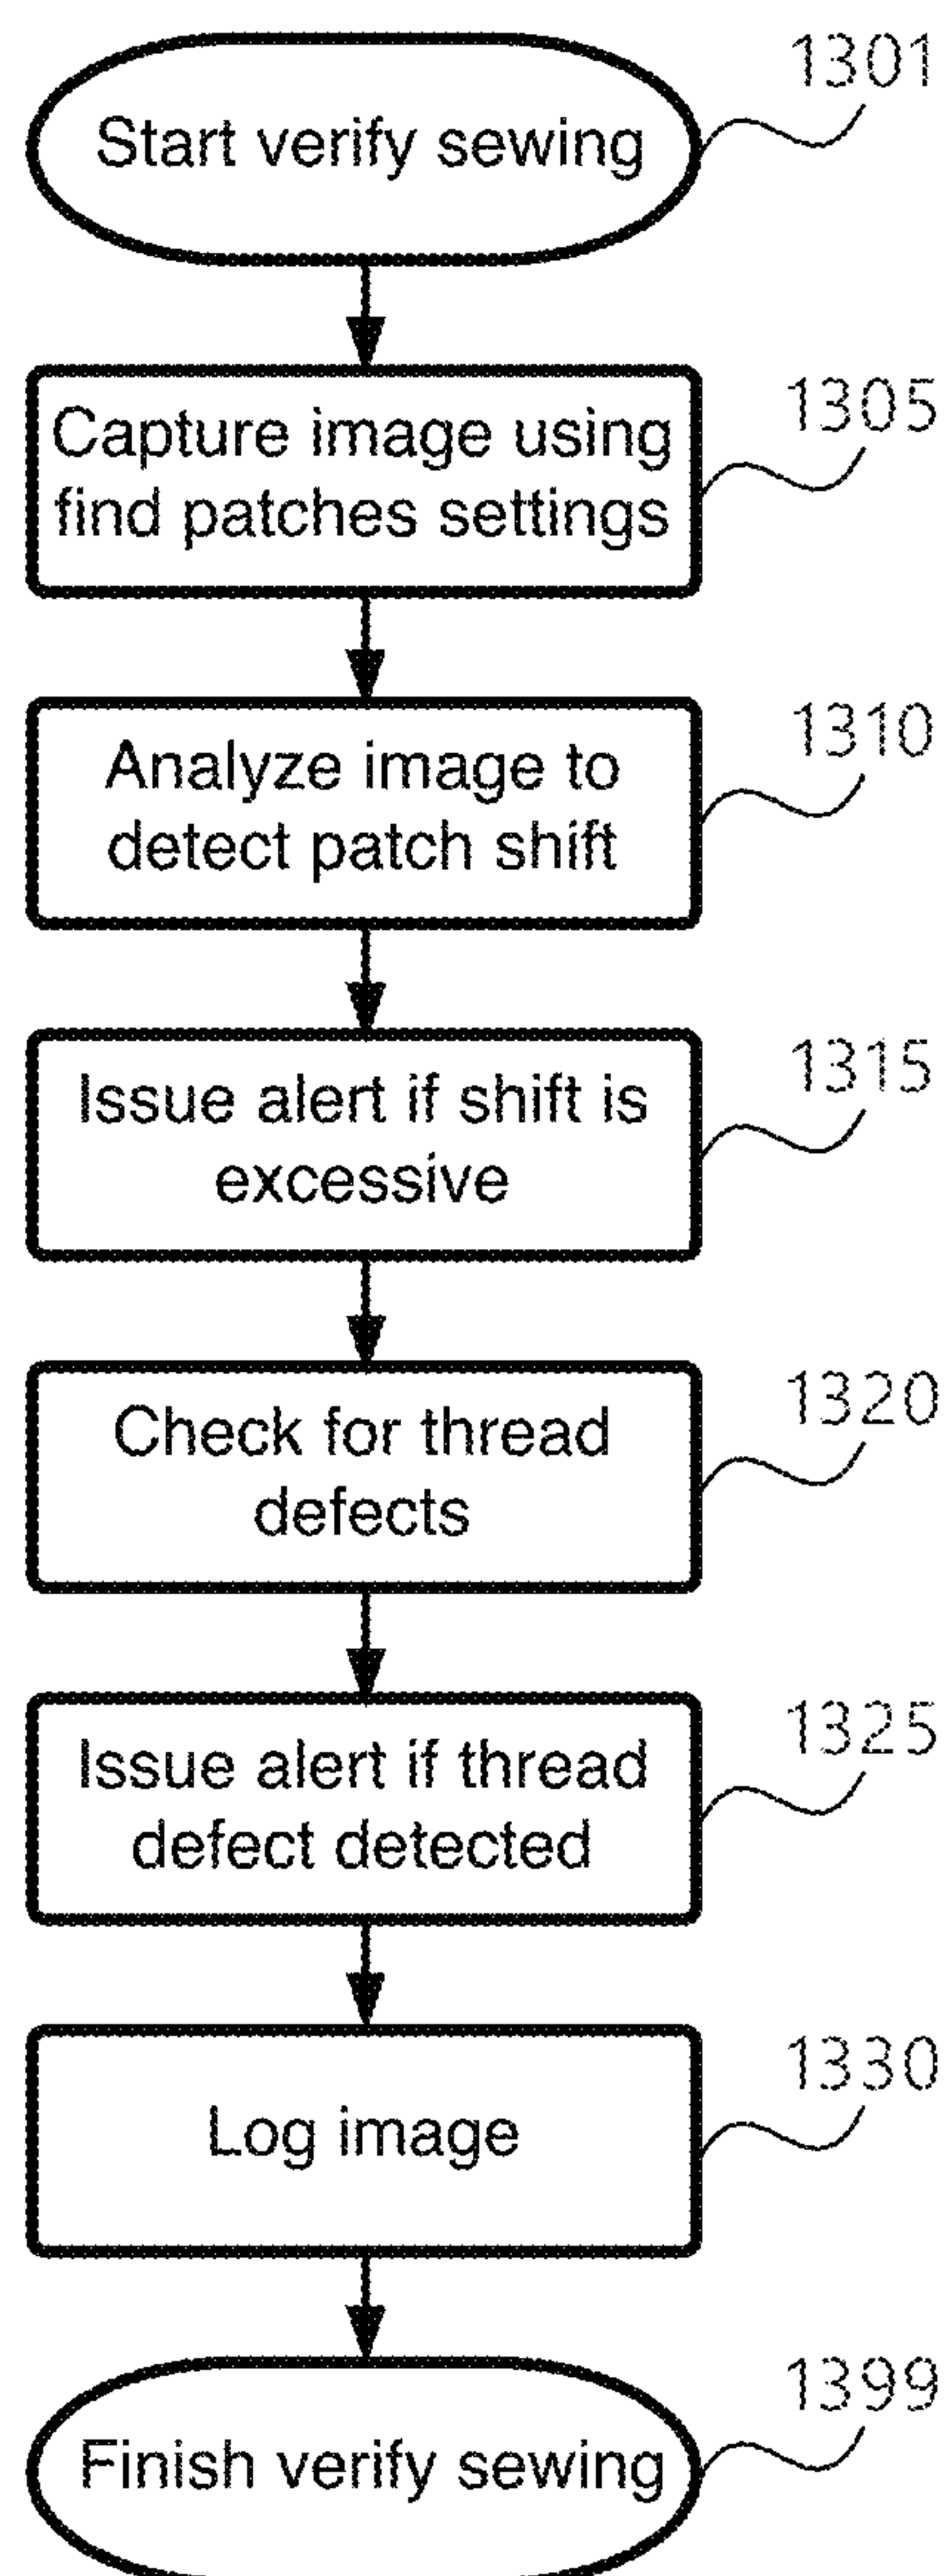 1301
Start verify sewing
1305
Capture image using
find patches settings
1310
Analyze image to
detect patch shift
1315
Issue alert if shift is
excessive
1320
Check for thread
defects
1325
Issue alert if thread
defect detected
1330
Log image
1399
Finish verify sewing